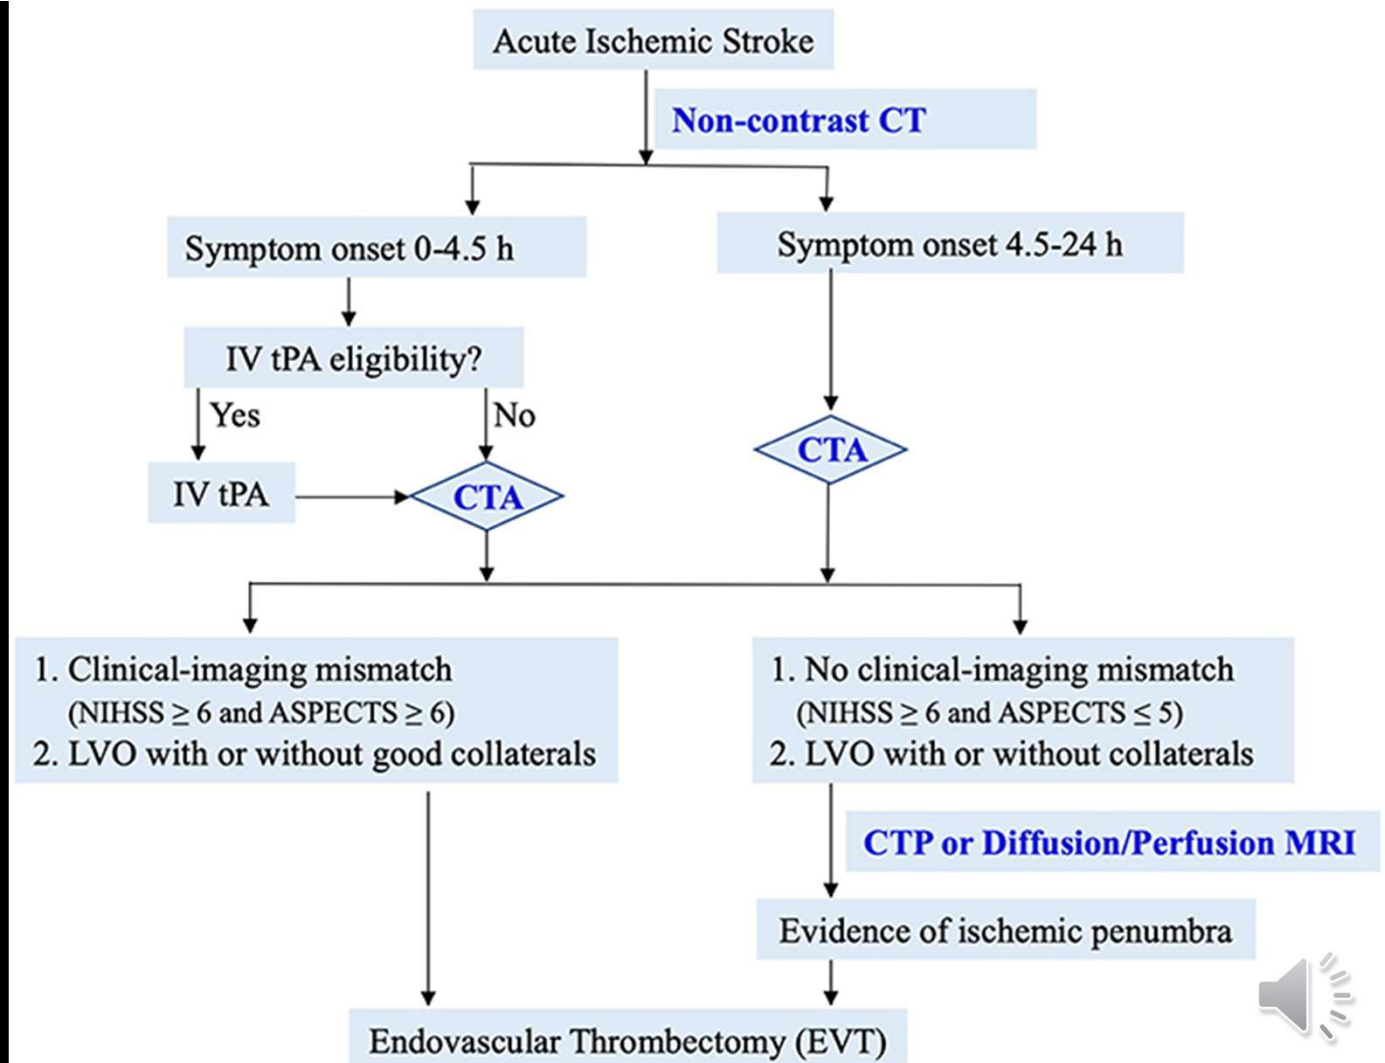 Acute Ischemic Stroke
Non-contrast CT
Symptom onset 0-4.5 h
Symptom onset 4.5-24 h
IV tPA eligibility?
Yes
No
IV tPA
CTA
CTA
1. Clinical-imaging mismatch
(NIHSS ≥ 6 and ASPECTS ≥ 6)
2. LVO with or without good collaterals
1. No clinical-imaging mismatch
(NIHSS ≥ 6 and ASPECTS ≤ 5)
2. LVO with or without collaterals
CTP or Diffusion/Perfusion MRI
Evidence of ischemic penumbra
Endovascular Thrombectomy (EVT)